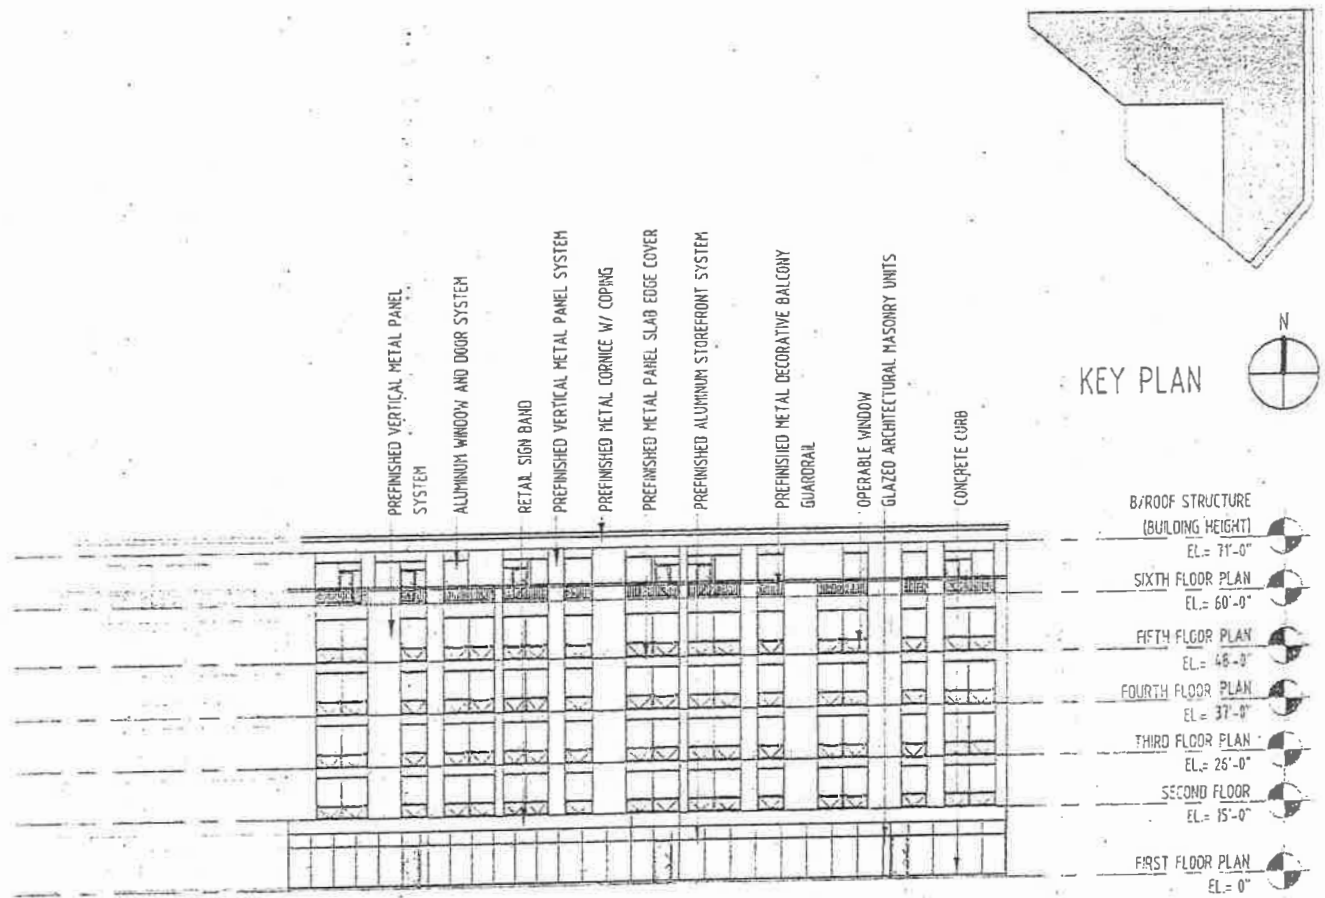 PREFINISHED VERTICAL METAL PANEL
SYSTEM
ALUMINUM WINDOW AND DOOR SYSTEM
RETAIL SIGN BAND
PREFINISHED VERTICAL METAL PANEL SYSTEM
PREFINISHED METAL CORNICE W/ COPING
PREFINISHED METAL PANEL SLAB EDGE COVER
PREFINISHED ALUMINUM STOREFRONT SYSTEM
PREFINISHED METAL DECORATIVE BALCONY
GUARDRAIL
OPERABLE WINDOW
GLAZED ARCHITECTURAL MASONRY UNITS
CONCRETE CURB
N
KEY PLAN
B/ROOF STRUCTURE
(BUILDING HEIGHT)
EL.= 71'-0"
SIXTH FLOOR PLAN
EL.= 60'-0"
FIFTH FLOOR PLAN
EL.= 48'-0"
FOURTH FLOOR PLAN
EL.= 37'-0"
THIRD FLOOR PLAN
EL.= 26'-0"
SECOND FLOOR
EL.= 15'-0"
FIRST FLOOR PLAN
EL.= 0"